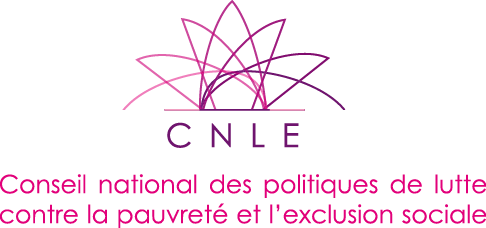 CNLE
Conseil national des politiques de lutte
contre la pauvreté et l'exclusion sociale